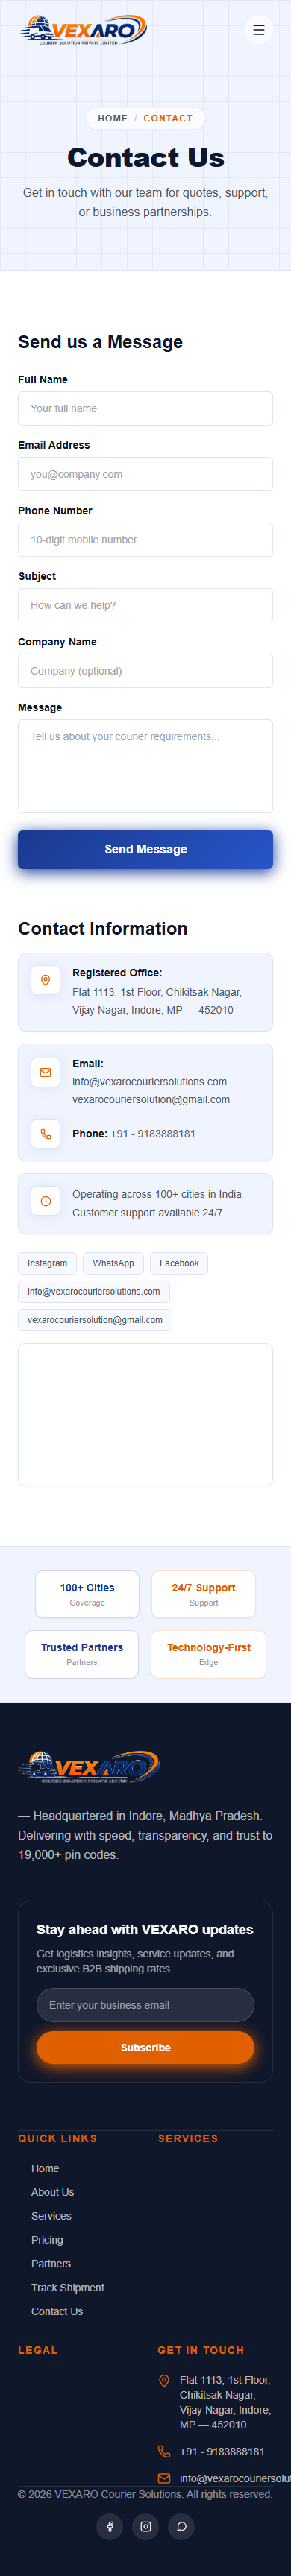 VEXARO
COURIER SOLUTION PRIVATE LIMITED
HOME / CONTACT
Contact Us
Get in touch with our team for quotes, support,
or business partnerships.
Send us a Message
Full Name
Your full name
Email Address
you@company.com
Phone Number
10-digit mobile number
Subject
How can we help?
Company Name
Company (optional)
Message
Tell us about your courier requirements...
Send Message
Contact Information
Registered Office:
Flat 1113, 1st Floor, Chikitsak Nagar,
Vijay Nagar, Indore, MP — 452010
Email:
info@vexarocouriersolutions.com
vexarocouriersolution@gmail.com
Phone: +91 - 9183888181
Operating across 100+ cities in India
Customer support available 24/7
Instagram WhatsApp Facebook
info@vexarocouriersolutions.com
vexarocouriersolution@gmail.com
100+ Cities
Coverage
24/7 Support
Support
Trusted Partners
Partners
Technology-First
Edge
VEXARO
COURIER SOLUTION PRIVATE LIMITED
— Headquartered in Indore, Madhya Pradesh.
Delivering with speed, transparency, and trust to
19,000+ pin codes.
Stay ahead with VEXARO updates
Get logistics insights, service updates, and
exclusive B2B shipping rates.
Enter your business email
Subscribe
QUICK LINKS
Home
About Us
Services
Pricing
Partners
Track Shipment
Contact Us
SERVICES
LEGAL
GET IN TOUCH
Flat 1113, 1st Floor,
Chikitsak Nagar,
Vijay Nagar, Indore,
MP — 452010
+91 - 9183888181
info@vexarocouriersolut
© 2026 VEXARO Courier Solutions. All rights reserved.